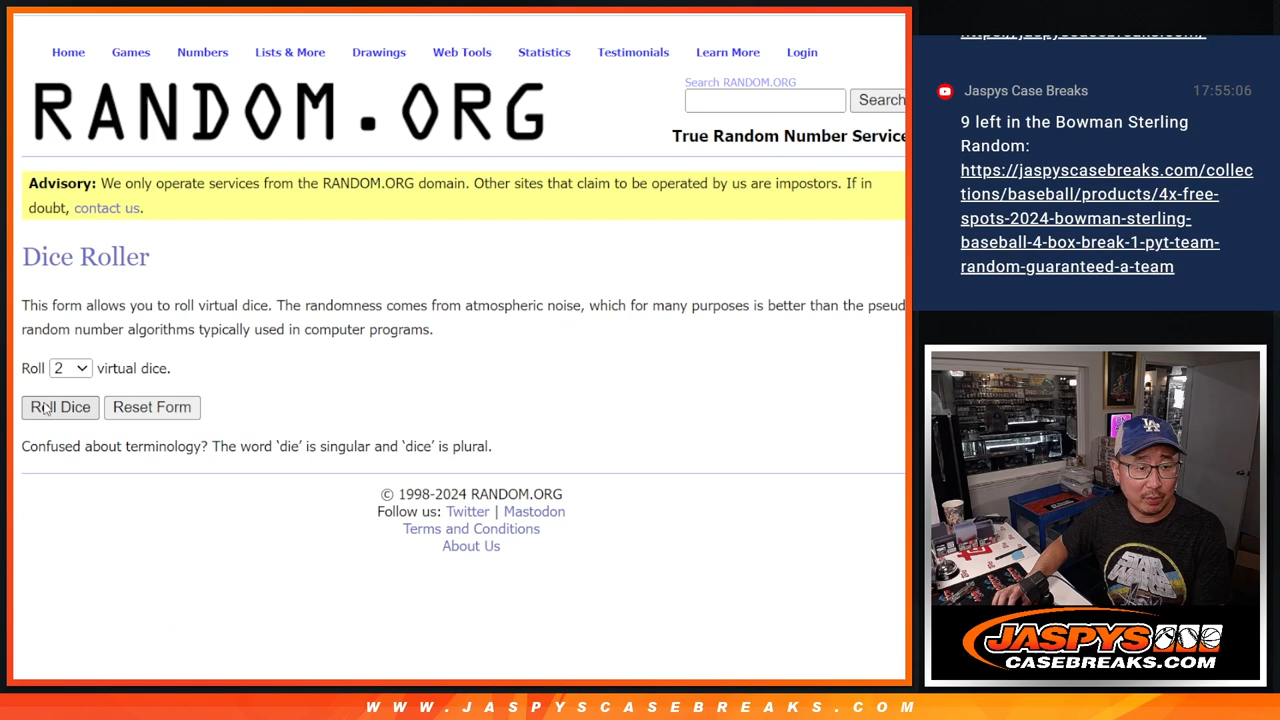 Home Games Numbers Lists & More Drawings Web Tools Statistics Testimonials Learn More Login
RANDOM.ORG
Search RANDOM.ORG
Search
True Random Number Service
Advisory: We only operate services from the RANDOM.ORG domain. Other sites that claim to be operated by us are impostors. If in
doubt, contact us.
Dice Roller
This form allows you to roll virtual dice. The randomness comes from atmospheric noise, which for many purposes is better than the pseud
random number algorithms typically used in computer programs.
Roll 2 virtual dice.
Roll Dice Reset Form
Confused about terminology? The word ‘die’ is singular and ‘dice’ is plural.
© 1998-2024 RANDOM.ORG
Follow us: Twitter | Mastodon
Terms and Conditions
About Us
https://jaspyscasebreaks.com/
Jaspys Case Breaks 17:55:06
9 left in the Bowman Sterling
Random:
https://jaspyscasebreaks.com/collec
tions/baseball/products/4x-free-
spots-2024-bowman-sterling-
baseball-4-box-break-1-pyt-team-
random-guaranteed-a-team
STAR
WARS
JASPYS
CASEBREAKS.COM
WWW.JASPYSCASEBREAKS.COM